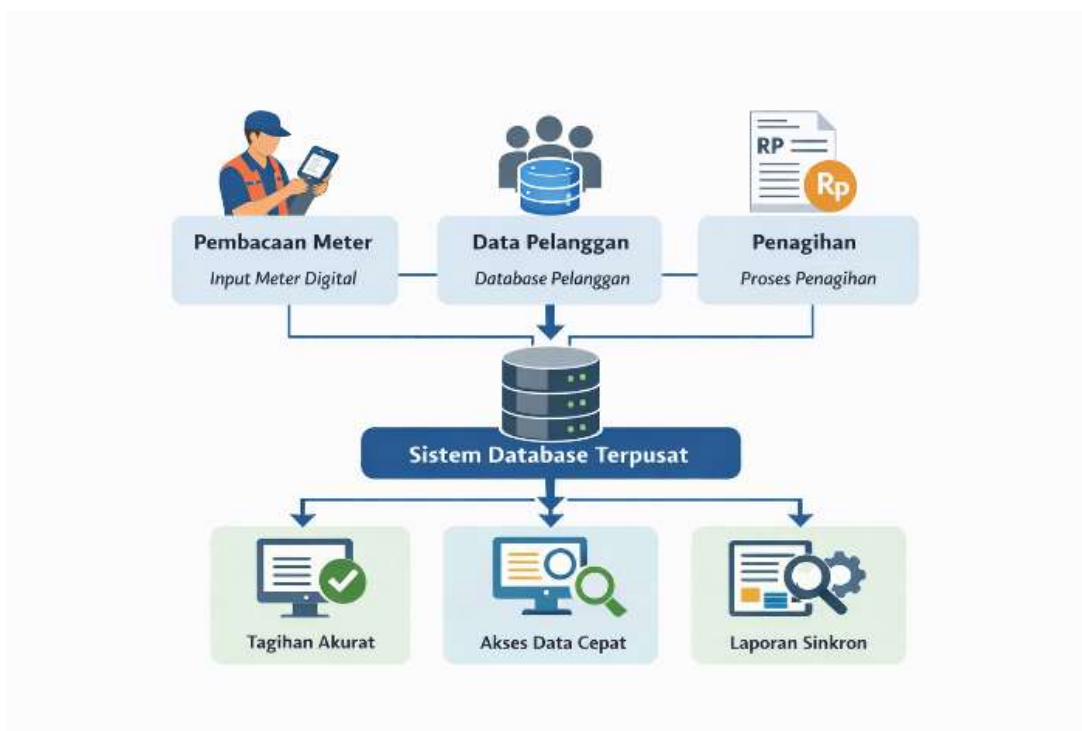 RP
Rp
Pembacaan Meter
Input Meter Digital
Data Pelanggan
Database Pelanggan
Penagihan
Proses Penagihan
Sistem Database Terpusat
Tagihan Akurat
Akses Data Cepat
Laporan Sinkron